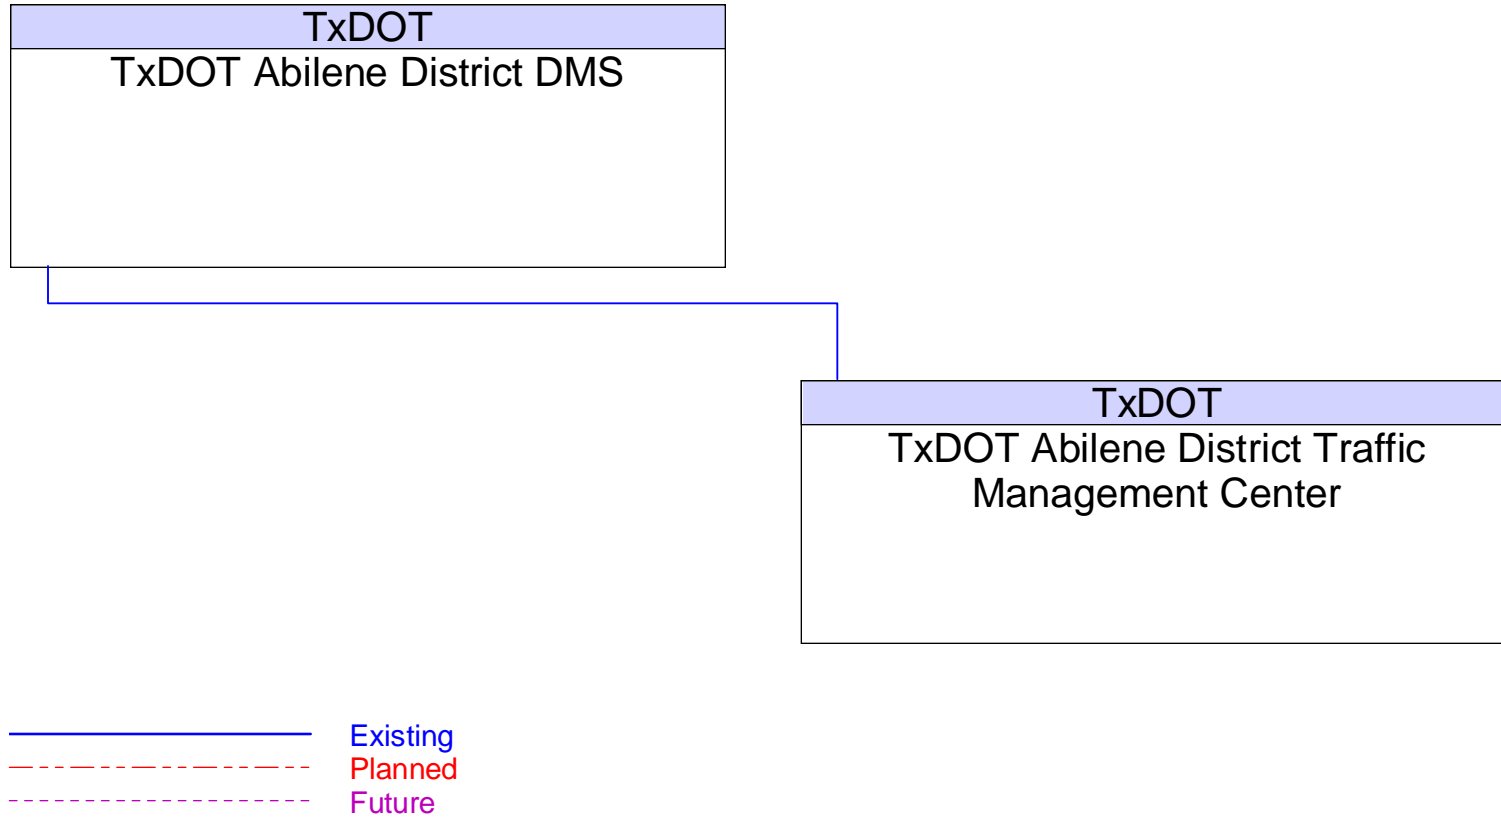 TxDOT
TxDOT Abilene District DMS
TxDOT
TxDOT Abilene District Traffic
Management Center
Existing
Planned
Future